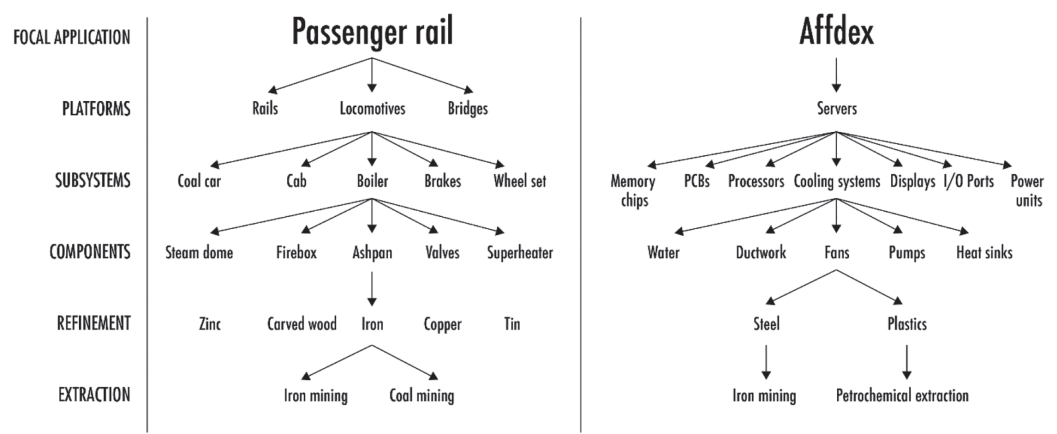 FOCAL APPLICATION Passenger rail Affdex
PLATFORMS Rails Locomotives Bridges Servers
SUBSYSTEMS Coal car Cab Boiler Brakes Wheel set Memory chips PCBs Processors Cooling systems Displays I/O Ports Power units
COMPONENTS Steam dome Firebox Ashpan Valves Superheater Water Ductwork Fans Pumps Heat sinks
REFINEMENT Zinc Carved wood Iron Copper Tin Steel Plastics
EXTRACTION Iron mining Coal mining Iron mining Petrochemical extraction